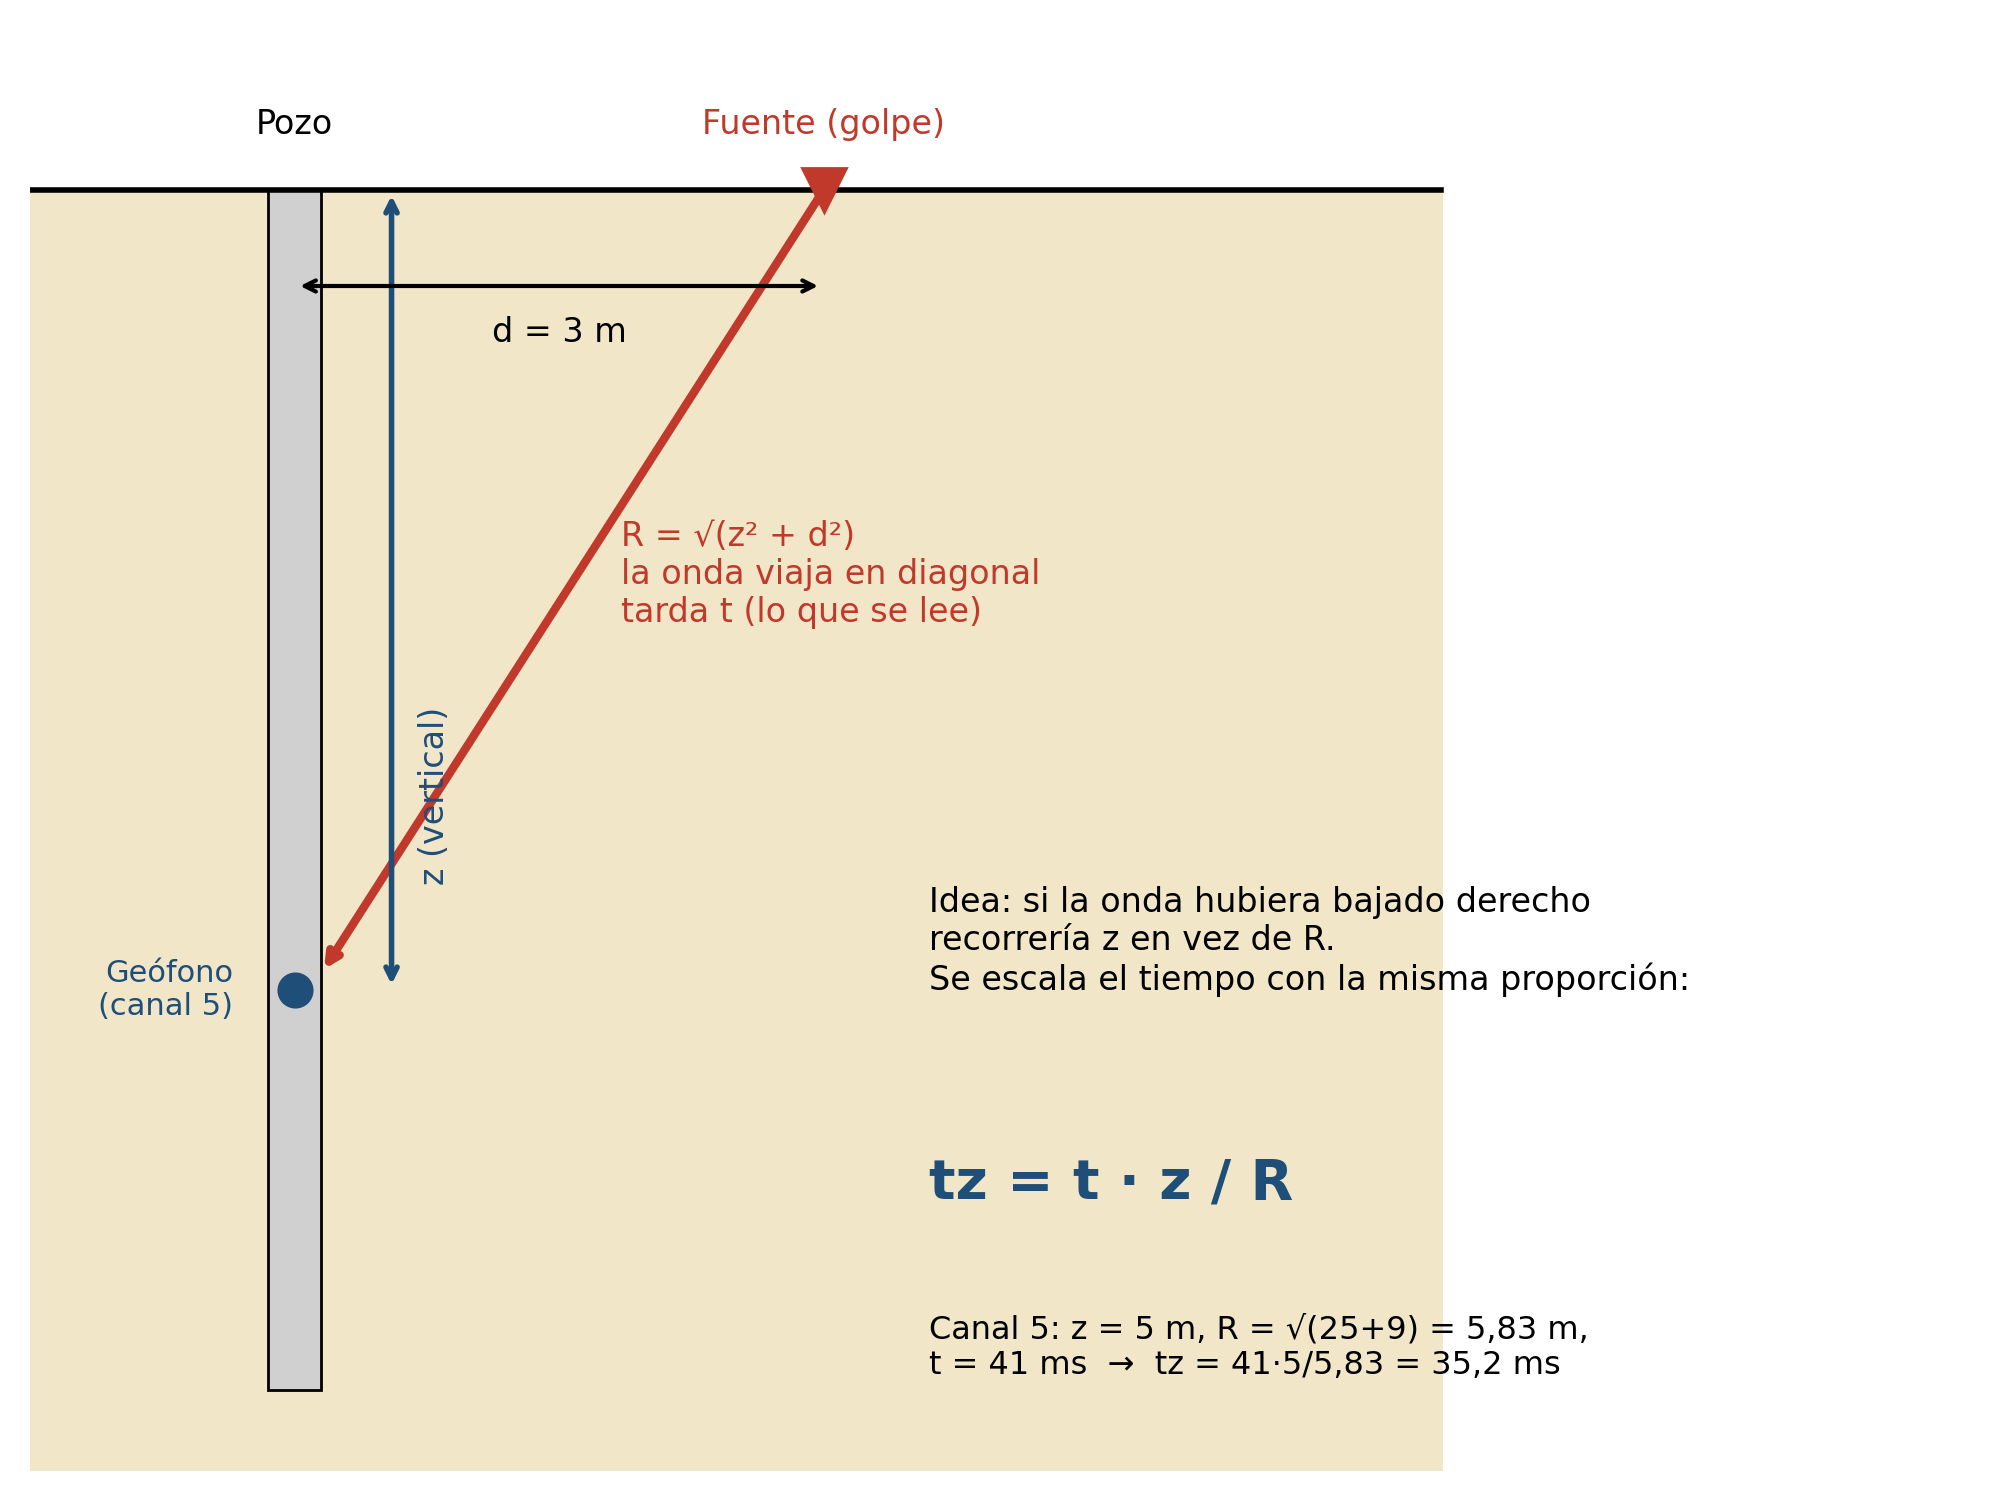 Pozo
Fuente (golpe)
d = 3 m
R = √(z² + d²)
la onda viaja en diagonal
tarda t (lo que se lee)
z (vertical)
Idea: si la onda hubiera bajado derecho
recorrería z en vez de R.
Se escala el tiempo con la misma proporción:
Geófono
(canal 5)
tz = t · z / R
Canal 5: z = 5 m, R = √(25+9) = 5,83 m,
t = 41 ms → tz = 41·5/5,83 = 35,2 ms